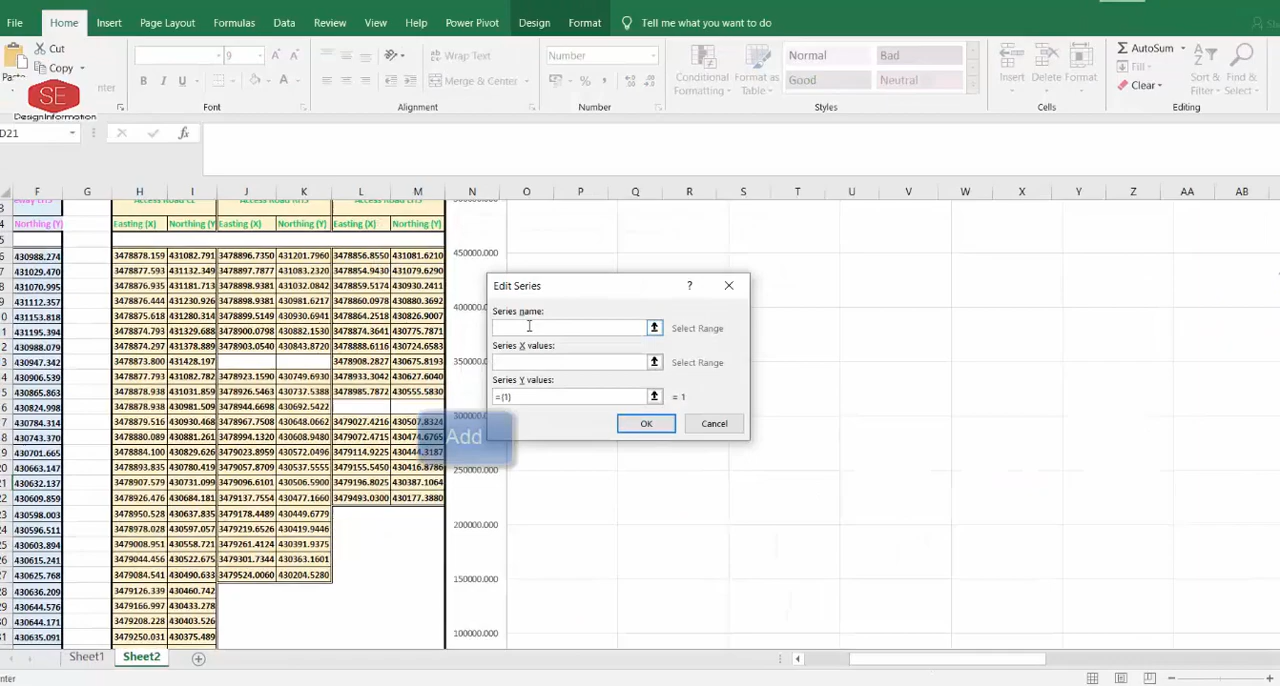 File Home Insert Page Layout Formulas Data Review View Help Power Pivot Design Format Tell me what you want to do
Cut
Copy
9
Wrap Text
Number
Conditional Formatting
Format as Table
Normal
Bad
Insert
Delete
Format
AutoSum
Sort & Filter
Find & Select
SE
DesignInformation
B I U
Merge & Center
% ,
Good
Neutral
Fill
Clear
Font
Alignment
Number
Styles
Cells
Editing
D21
fx
F G H I J K L M N O P Q R S T U V W X Y Z AA AB
Northing (Y) Easting (X) Northing (Y Easting (X) Northing (Y) Easting (X) Northing (Y)
430988.274 3478878.159 431082.791 3478896.7350 431201.7960 3478856.8550 431081.6210 450000.000
431029.470 3478877.593 431132.349 3478897.7877 431083.2320 3478854.9430 431079.6290
431070.995 3478876.935 431181.713 3478898.9381 431032.0842 3478859.5174 430930.2411
431112.357 3478876.444 431230.926 3478899.5149 430981.6217 3478860.0978 430880.3692
431153.818 3478875.618 431280.314 3478899.5149 430930.6941 3478864.2508 430826.9007
431195.394 3478874.793 431329.688 3478900.0798 430882.1530 3478874.3641 430775.7871
430988.079 3478874.297 431378.889 3478903.0540 430843.8720 3478888.6116 430724.6583
430947.342 3478873.800 431428.197 3478908.2827 430675.8193
430906.539 3478877.793 431082.782 3478923.1590 430749.6930 3478933.3042 430627.6040
430865.863 3478878.938 431031.859 3478926.5463 430737.5388 3478985.7872 430555.5830
430824.998 3478878.938 430981.509 3478944.6698 430692.5422
430784.314 3478879.516 430930.468 3478967.7508 430648.0662 3479027.4216 430507.8324
430743.370 3478880.089 430881.261 3478994.1320 430608.9480 3479072.4715 430474.6765
430701.665 3478884.100 430829.626 3479023.8959 430572.0496 3479114.9225 430444.3187
430663.147 3478893.835 430780.419 3479057.8709 430537.5555 3479155.5450 430416.8786 250000.000
430632.137 3478907.579 430731.099 3479096.6101 430506.5900 3479196.8025 430387.1064
430609.859 3478926.476 430684.181 3479137.7554 430477.1660 3479493.0300 430177.3880
430598.003 3478950.528 430637.835 3479178.4489 430449.6779
430596.511 3478978.028 430597.057 3479219.6526 430419.9446 200000.000
430603.894 3479008.951 430558.721 3479261.4124 430391.9375
430615.241 3479044.456 430522.675 3479301.7344 430363.1601
430625.768 3479084.541 430490.633 3479524.0060 430204.5280 150000.000
430639.209 3479126.339 430460.742
430644.576 3479166.997 430433.278
430644.171 3479208.228 430403.526
430635.091 3479250.031 430375.489 100000.000
Edit Series ?
Series name:
Select Range
Series X values:
Select Range
Series Y values:
={1} = 1
OK Cancel
Add
Sheet1 Sheet2